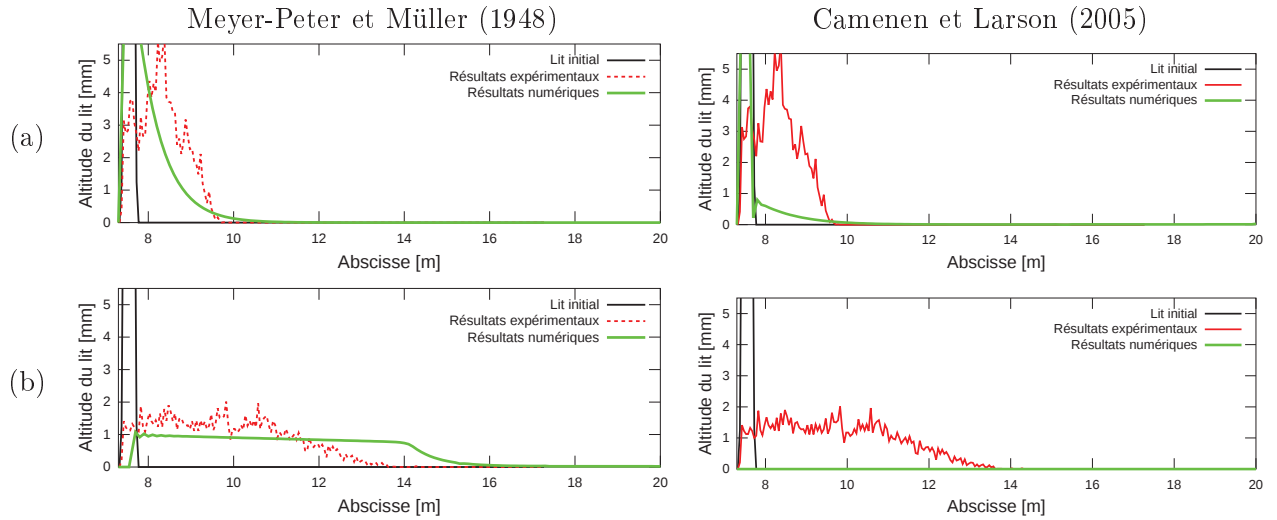 Meyer-Peter et Müller (1948)
Camenen et Larson (2005)
(a)
Altitude du lit [mm]
5
4
3
2
1
0
Lit initial
Résultats expérimentaux
Résultats numériques
8 10 12 14 16 18 20
Abscisse [m]
Altitude du lit [mm]
5
4
3
2
1
0
Lit initial
Résultats expérimentaux
Résultats numériques
8 10 12 14 16 18 20
Abscisse [m]
(b)
Altitude du lit [mm]
5
4
3
2
1
0
Lit initial
Résultats expérimentaux
Résultats numériques
8 10 12 14 16 18 20
Abscisse [m]
Altitude du lit [mm]
5
4
3
2
1
0
Lit initial
Résultats expérimentaux
Résultats numériques
8 10 12 14 16 18 20
Abscisse [m]